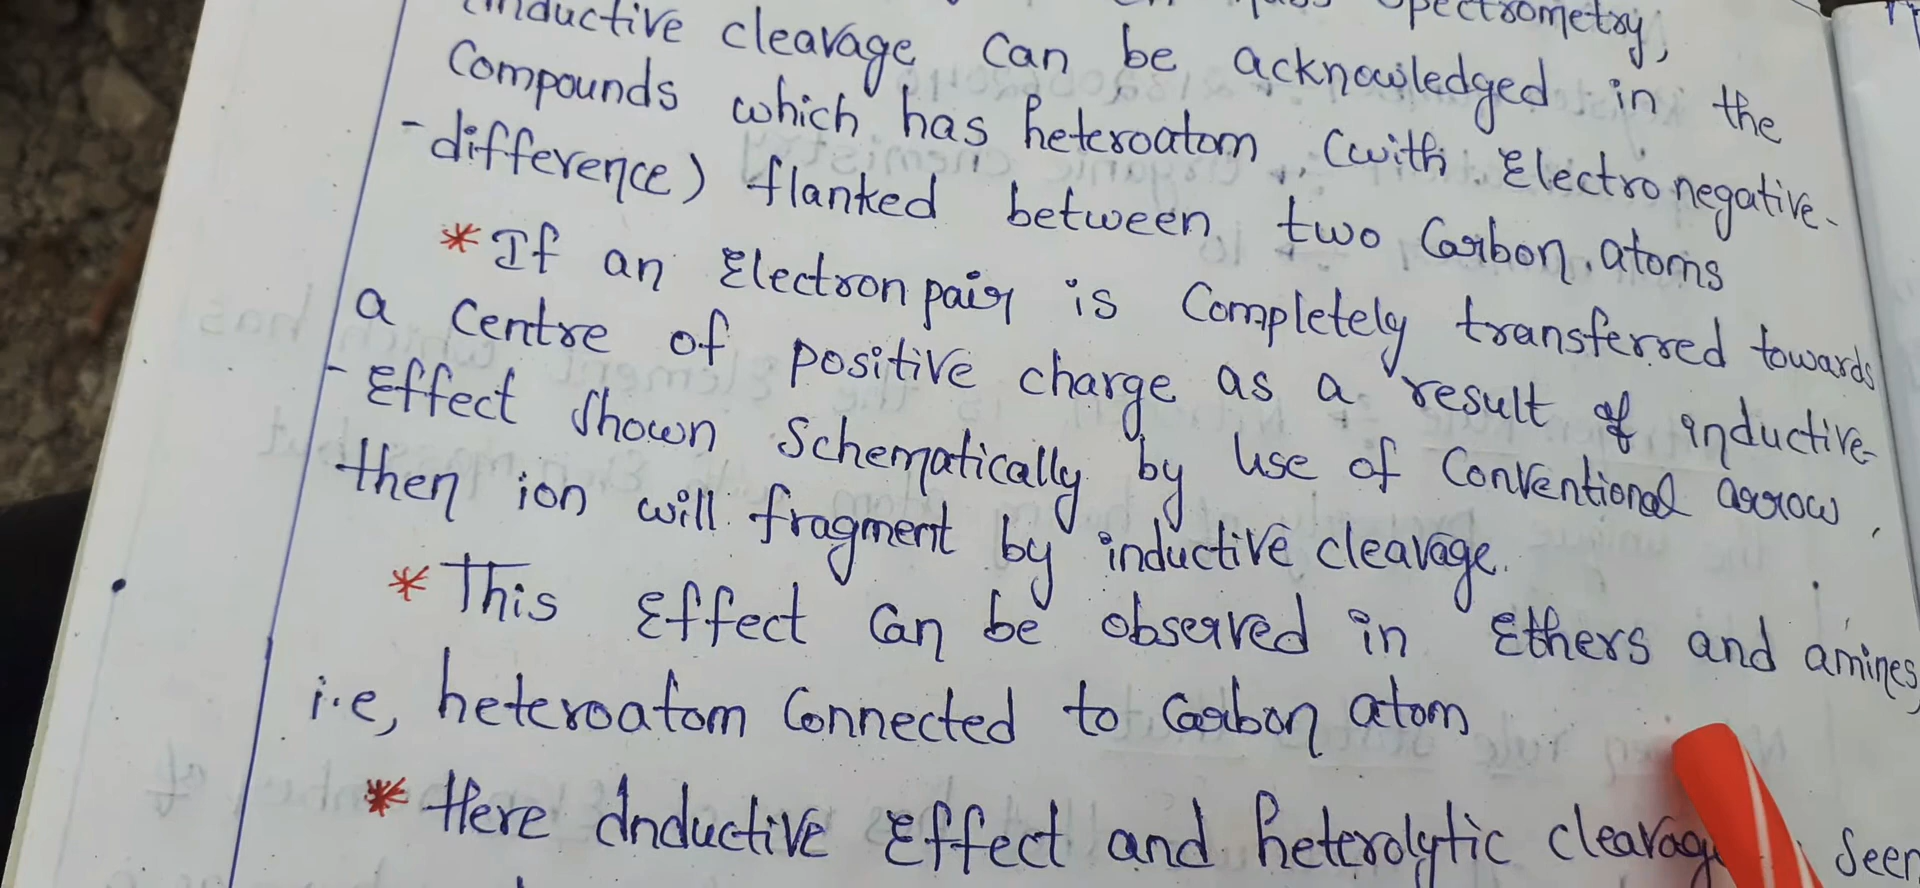 inductive cleavage can be acknowledged in the
Spectrometry,
Compounds which has heteroatom (with Electronegative-
-difference) flanked between two Carbon atoms
* If an Electron pair is Completely transferred towards
a centre of positive charge as a result of inductive-
-Effect shown Schematically by Use of Conventional arrow,
then ion will fragment by inductive cleavage.
* This Effect Can be observed in Ethers and amines,
i.e, heteroatom Connected to Carbon atom
* Here Inductive Effect and heterolytic cleavage Seen